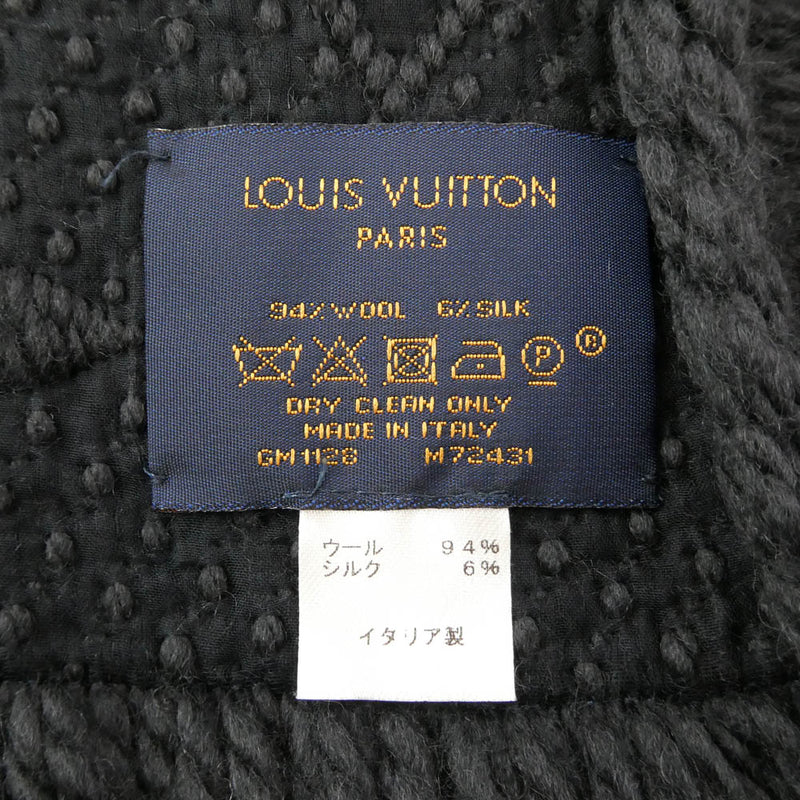 LOUIS VUITTON
PARIS
94% WOOL 6% SILK
P ®
DRY CLEAN ONLY
MADE IN ITALY
GM1128 M72431
ウール 94%
シルク 6%
イタリア製